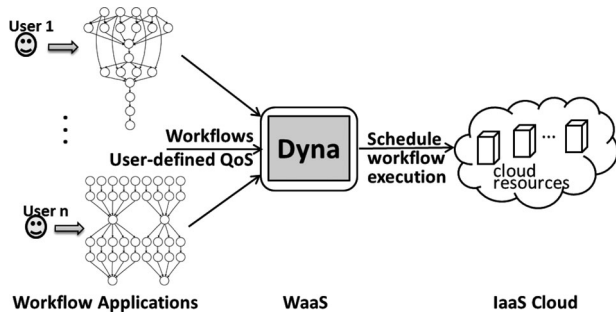 User 1
Workflows
User-defined QoS
Dyna
Schedule
workflow
execution
...
cloud
resources
User n
Workflow Applications
WaaS
IaaS Cloud